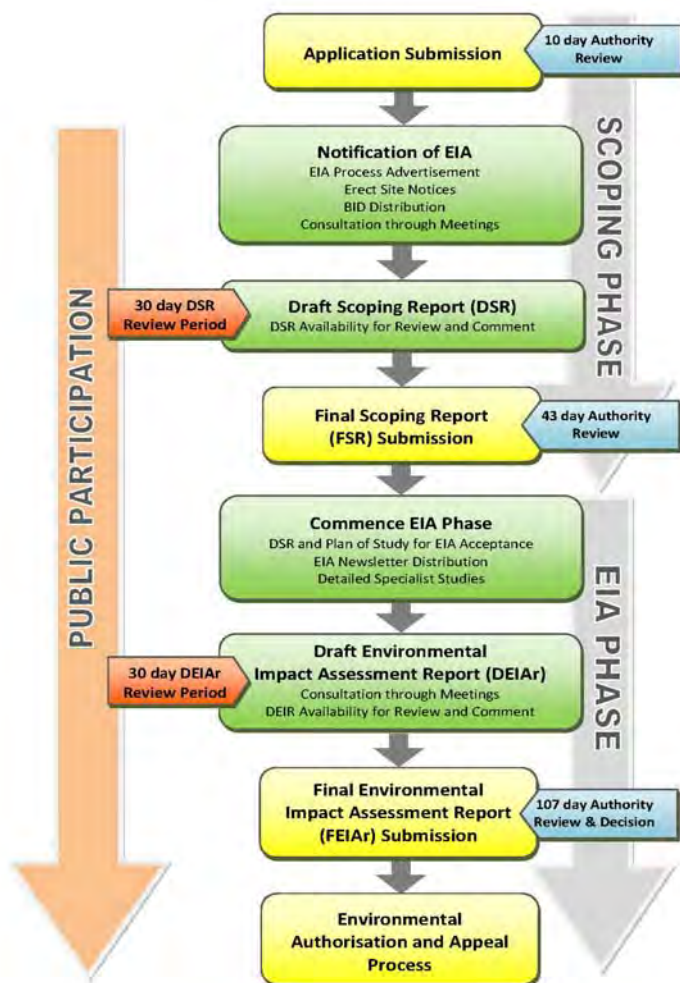 Application Submission
10 day Authority
Review
SCOPING PHASE
Notification of EIA
EIA Process Advertisement
Erect Site Notices
BID Distribution
Consultation through Meetings
PUBLIC PARTICIPATION
30 day DSR
Review Period
Draft Scoping Report (DSR)
DSR Availability for Review and Comment
Final Scoping Report
(FSR) Submission
43 day Authority
Review
Commence EIA Phase
DSR and Plan of Study for EIA Acceptance
EIA Newsletter Distribution
Detailed Specialist Studies
EIA PHASE
30 day DEIAr
Review Period
Draft Environmental
Impact Assessment Report (DEIAr)
Consultation through Meetings
DEIR Availability for Review and Comment
Final Environmental
Impact Assessment Report
(FEIAr) Submission
107 day Authority
Review & Decision
Environmental
Authorisation and Appeal
Process